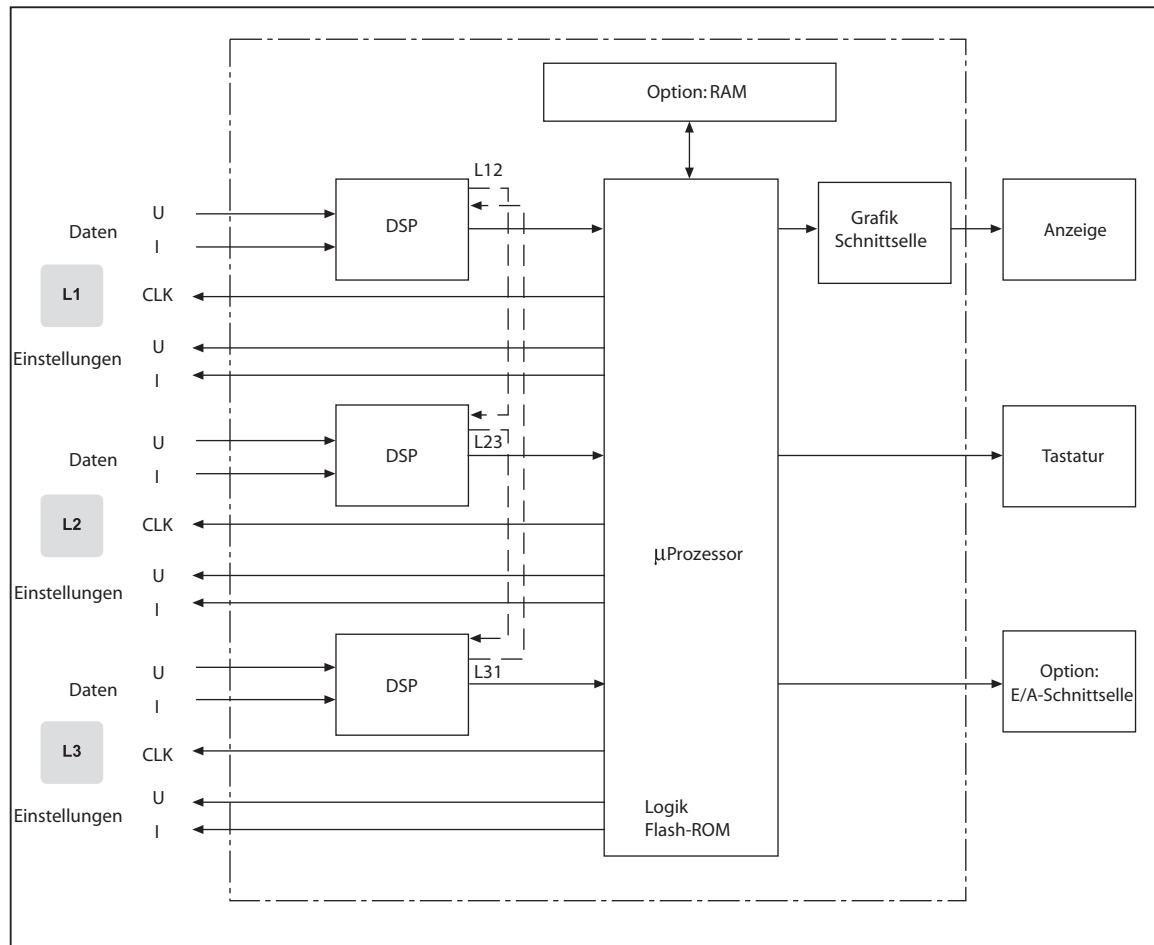 Option: RAM
L12
U
Daten
I
DSP
Grafik
Schnittselle
Anzeige
L1
CLK
Einstellungen
U
I
U
Daten
I
DSP
L23
Tastatur
L2
CLK
µProzessor
Einstellungen
U
I
U
Daten
I
DSP
L31
Option:
E/A-Schnittselle
L3
CLK
Einstellungen
U
I
Logik
Flash-ROM